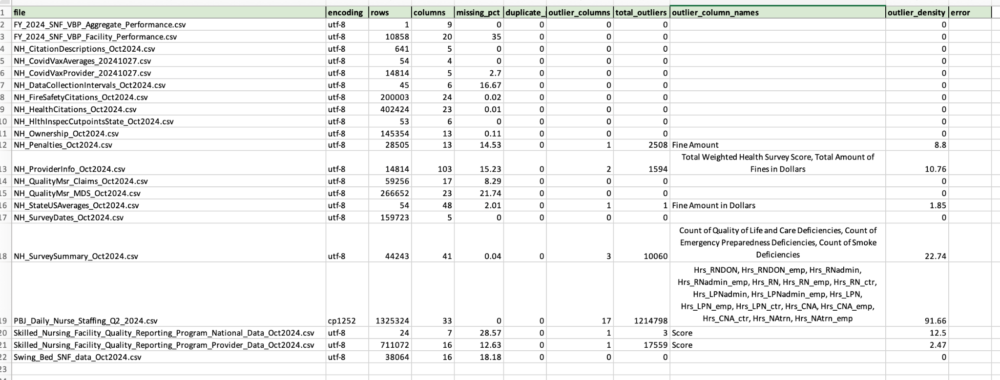 1 file encoding rows columns missing_pct duplicate_ outlier_columns total_outliers outlier_column_names outlier_density error
2 FY_2024_SNF_VBP_Aggregate_Performance.csv utf-8 1 9 0 0 0 0 0
3 FY_2024_SNF_VBP_Facility_Performance.csv utf-8 10858 20 35 0 0 0 0
4 NH_CitationDescriptions_Oct2024.csv utf-8 641 5 0 0 0 0 0
5 NH_CovidVaxAverages_20241027.csv utf-8 54 4 0 0 0 0 0
6 NH_CovidVaxProvider_20241027.csv utf-8 14814 5 2.7 0 0 0 0
7 NH_DataCollectionIntervals_Oct2024.csv utf-8 45 6 16.67 0 0 0 0
8 NH_FireSafetyCitations_Oct2024.csv utf-8 200003 24 0.02 0 0 0 0
9 NH_HealthCitations_Oct2024.csv utf-8 402424 23 0.01 0 0 0 0
10 NH_HlthInspecCutpointsState_Oct2024.csv utf-8 53 6 0 0 0 0 0
11 NH_Ownership_Oct2024.csv utf-8 145354 13 0.11 0 0 0 0
12 NH_Penalties_Oct2024.csv utf-8 28505 13 14.53 0 1 2508 Fine Amount 8.8
Total Weighted Health Survey Score, Total Amount of
13 NH_ProviderInfo_Oct2024.csv utf-8 14814 103 15.23 0 2 1594 Fines in Dollars 10.76
14 NH_QualityMsr_Claims_Oct2024.csv utf-8 59256 17 8.29 0 0 0 0
15 NH_QualityMsr_MDS_Oct2024.csv utf-8 266652 23 21.74 0 0 0 0
16 NH_StateUSAverages_Oct2024.csv utf-8 54 48 2.01 0 1 1 Fine Amount in Dollars 1.85
17 NH_SurveyDates_Oct2024.csv utf-8 159723 5 0 0 0 0 0
Count of Quality of Life and Care Deficiencies, Count of
Emergency Preparedness Deficiencies, Count of Smoke
18 NH_SurveySummary_Oct2024.csv utf-8 44243 41 0.04 0 3 10060 Deficiencies 22.74
Hrs_RNDON, Hrs_RNDON_emp, Hrs_RNadmin,
Hrs_RNadmin_emp, Hrs_RN, Hrs_RN_emp, Hrs_RN_ctr,
Hrs_LPNadmin, Hrs_LPNadmin_emp, Hrs_LPN,
Hrs_LPN_emp, Hrs_LPN_ctr, Hrs_CNA, Hrs_CNA_emp,
19 PBJ_Daily_Nurse_Staffing_Q2_2024.csv cp1252 1325324 33 0 0 17 1214798 Hrs_CNA_ctr, Hrs_NAtrn, Hrs_NAtrn_emp 91.66
20 Skilled_Nursing_Facility_Quality_Reporting_Program_National_Data_Oct2024.csv utf-8 24 7 28.57 0 1 3 Score 12.5
21 Skilled_Nursing_Facility_Quality_Reporting_Program_Provider_Data_Oct2024.csv utf-8 711072 16 12.63 0 1 17559 Score 2.47
22 Swing_Bed_SNF_data_Oct2024.csv utf-8 38064 16 18.18 0 0 0 0
23